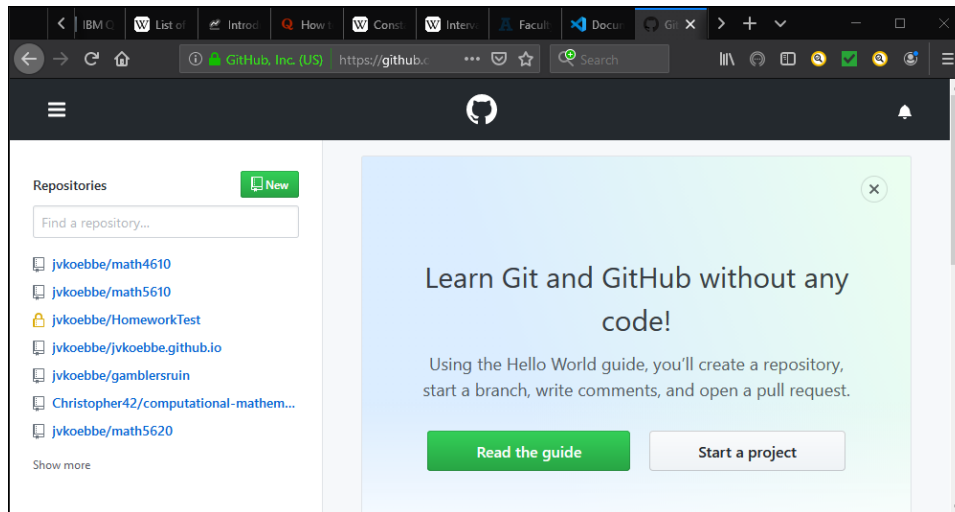 IBM Q
List of
Introd
How t
Const
Interv
Facult
Docum
Git
GitHub, Inc. (US)
https://github.c
Search
Repositories
New
Find a repository...
jvkoebbe/math4610
jvkoebbe/math5610
jvkoebbe/HomeworkTest
jvkoebbe/jvkoebbe.github.io
jvkoebbe/gamblersruin
Christopher42/computational-mathem...
jvkoebbe/math5620
Show more
Learn Git and GitHub without any
code!
Using the Hello World guide, you’ll create a repository,
start a branch, write comments, and open a pull request.
Read the guide
Start a project